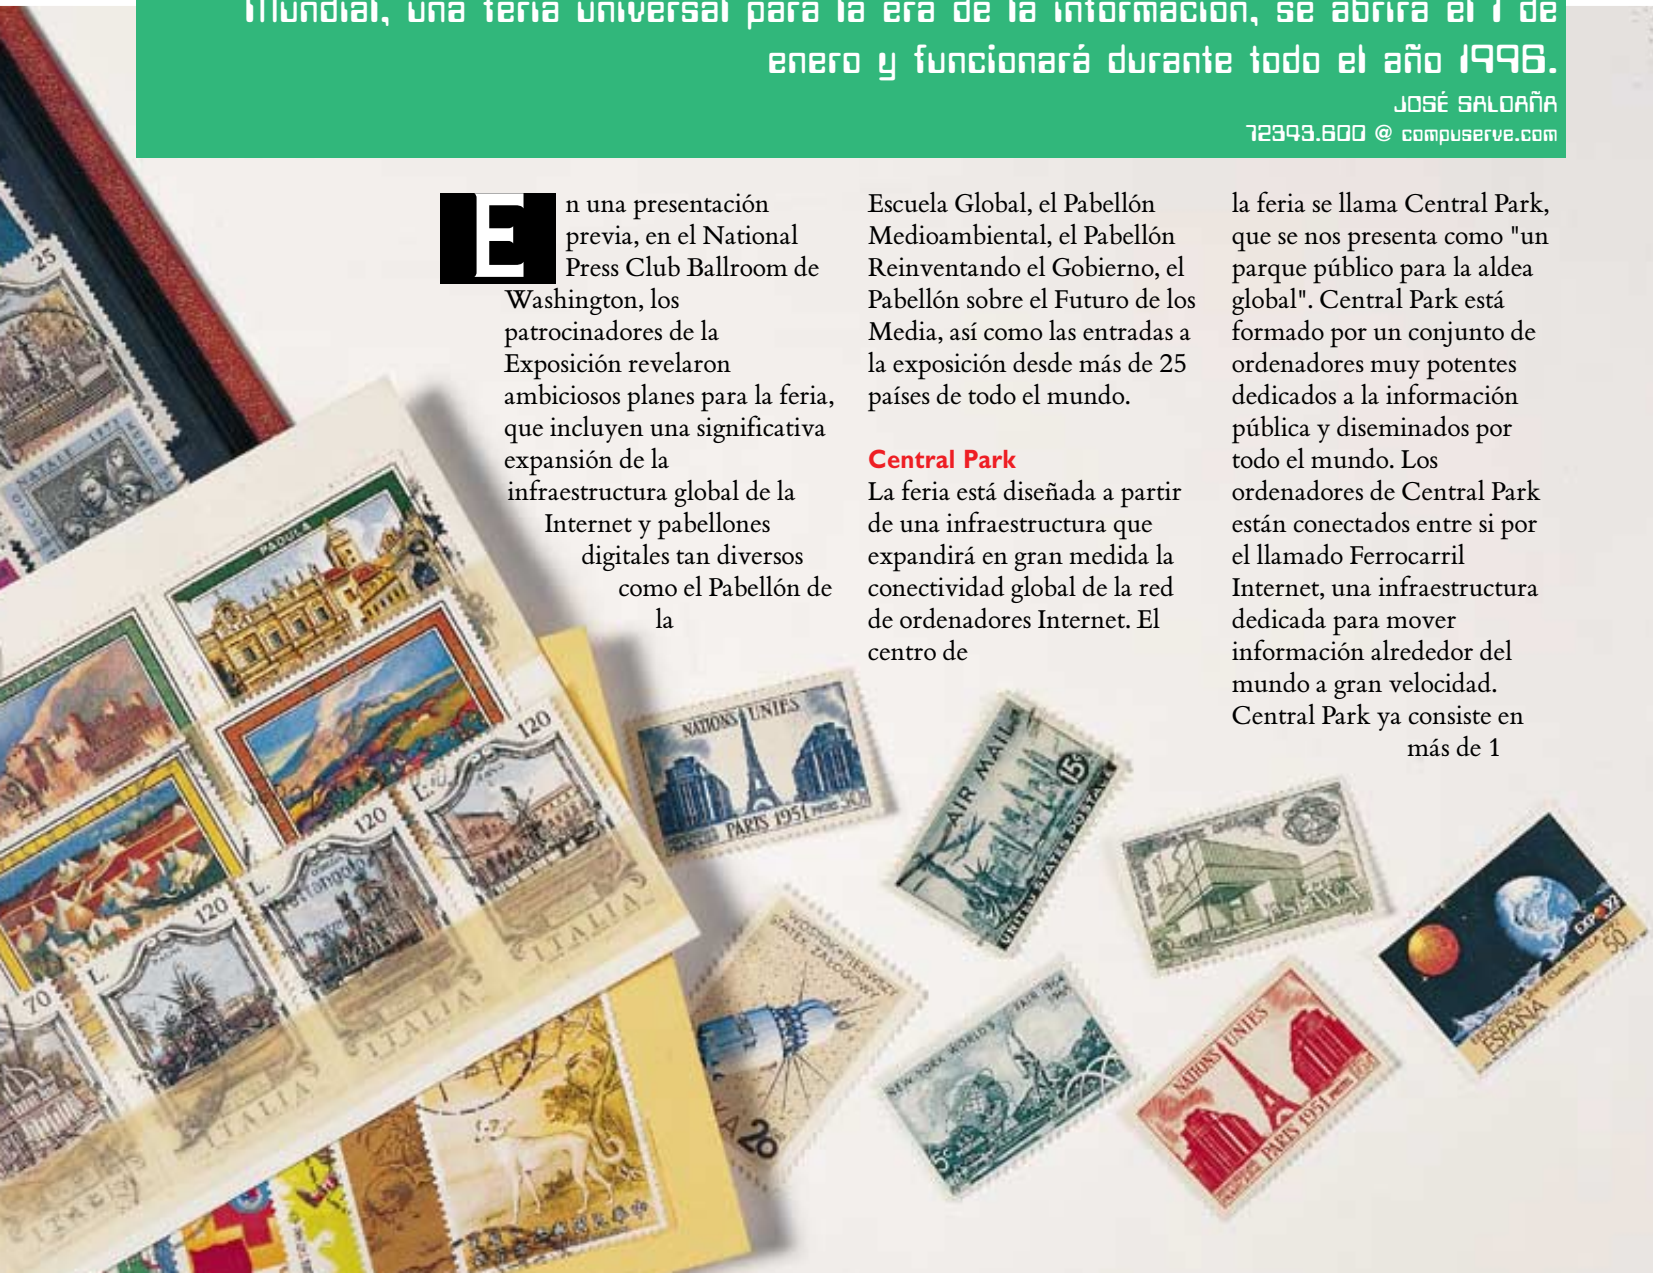 Mundial, una feria universal para la era de la información, se abrirá el 1 de
enero y funcionará durante todo el año 1996.
JOSÉ SALDAÑA
72393.600 @ compuserve.com
En una presentación
previa, en el National
Press Club Ballroom de
Washington, los
patrocinadores de la
Exposición revelaron
ambiciosos planes para la feria,
que incluyen una significativa
expansión de la
infraestructura global de la
Internet y pabellones
digitales tan diversos
como el Pabellón de
la
Escuela Global, el Pabellón
Medioambiental, el Pabellón
Reinventando el Gobierno, el
Pabellón sobre el Futuro de los
Media, así como las entradas a
la exposición desde más de 25
países de todo el mundo.
Central Park
La feria está diseñada a partir
de una infraestructura que
expandirá en gran medida la
conectividad global de la red
de ordenadores Internet. El
centro de
la feria se llama Central Park,
que se nos presenta como "un
parque público para la aldea
global". Central Park está
formado por un conjunto de
ordenadores muy potentes
dedicados a la información
pública y diseminados por
todo el mundo. Los
ordenadores de Central Park
están conectados entre si por
el llamado Ferrocarril
Internet, una infraestructura
dedicada para mover
información alrededor del
mundo a gran velocidad.
Central Park ya consiste en
más de 1
25
NATALE 1973
PADULA
120
120
L.
120
L.
ITALIA
L.
ITALIA
70
ITALIA
NATIONS UNIES
PARIS 1951
AIR MAIL
15¢
UNITED STATES POSTAGE
EXPO 92
50
ESPAÑA
WOSTOK-PIERWSZY
STATEK ZAŁOGOWY
20
NEW YORK WORLD'S FAIR 1964
5c
NATIONS UNIES
PARIS 1951